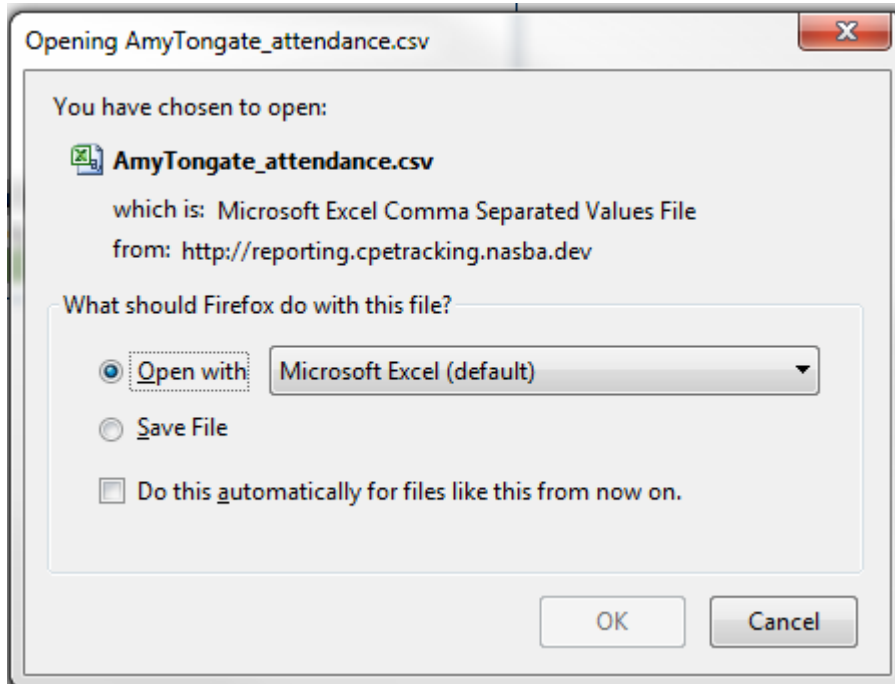 Opening AmyTongate_attendance.csv
You have chosen to open:
AmyTongate_attendance.csv
which is: Microsoft Excel Comma Separated Values File
from: http://reporting.cpetracking.nasba.dev
What should Firefox do with this file?
Open with Microsoft Excel (default)
Save File
Do this automatically for files like this from now on.
OK Cancel